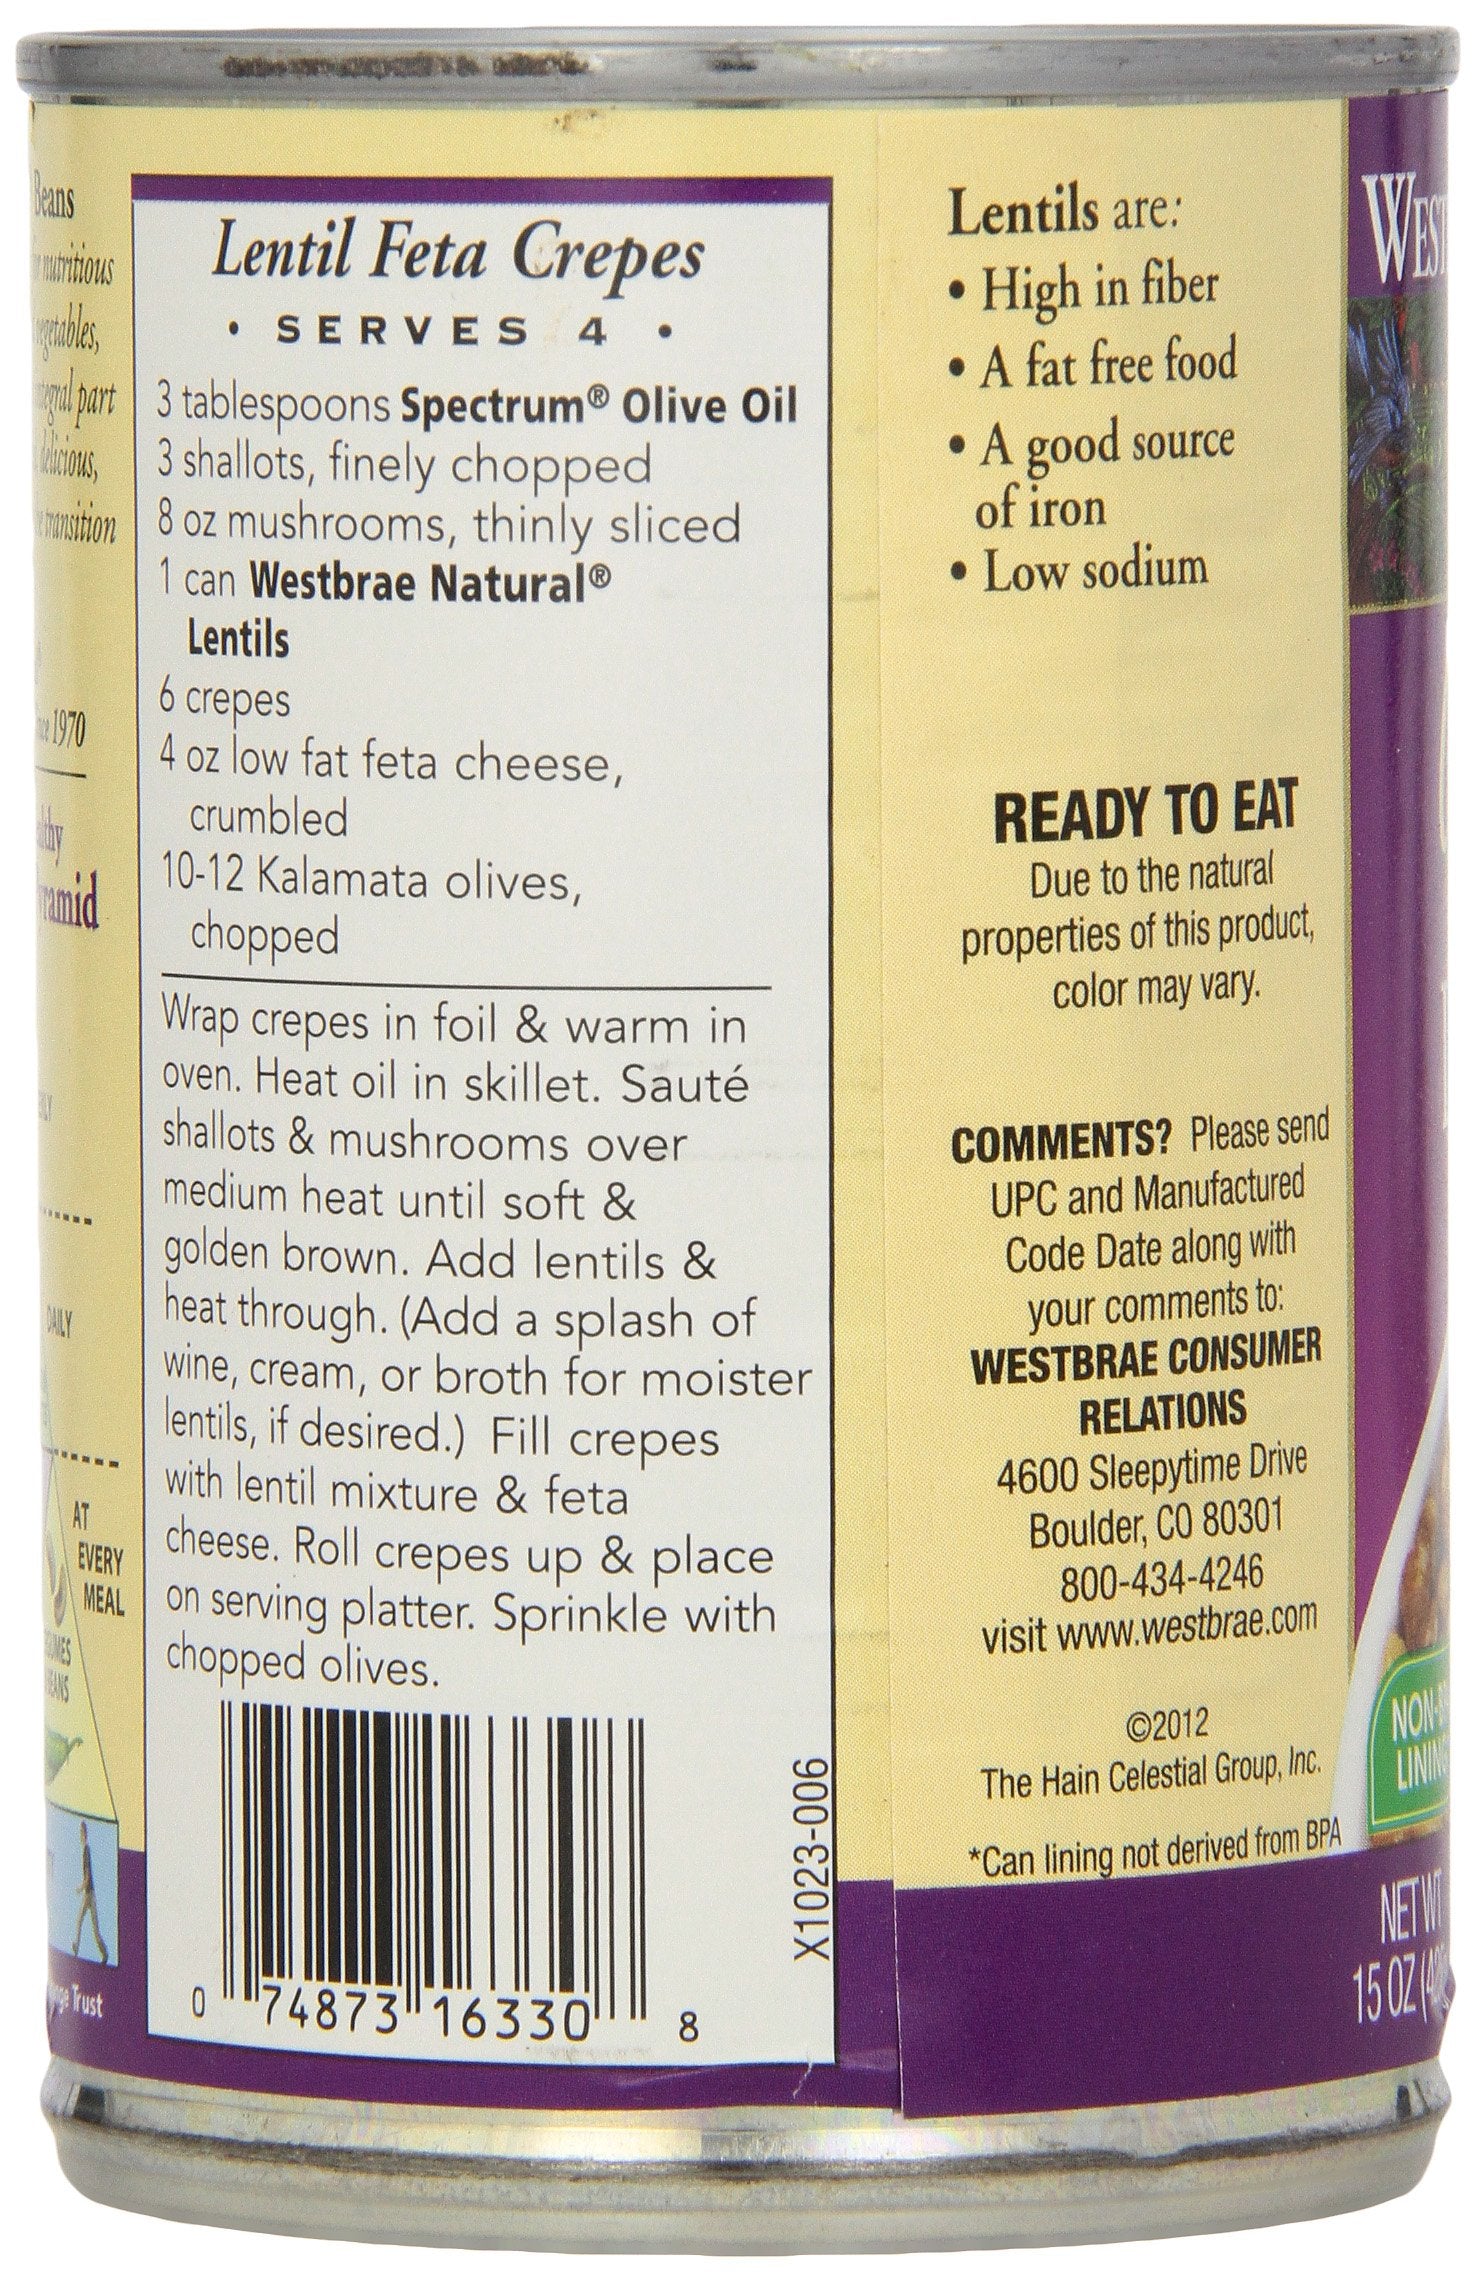 Beans
nutritious
vegetables,
part
delicious,
transition
1970
DAILY
AT
EVERY
MEAL
Trust
Lentil Feta Crepes
• SERVES 4 •
3 tablespoons Spectrum® Olive Oil
3 shallots, finely chopped
8 oz mushrooms, thinly sliced
1 can Westbrae Natural®
Lentils
6 crepes
4 oz low fat feta cheese,
crumbled
10-12 Kalamata olives,
chopped
Wrap crepes in foil & warm in
oven. Heat oil in skillet. Sauté
shallots & mushrooms over
medium heat until soft &
golden brown. Add lentils &
heat through. (Add a splash of
wine, cream, or broth for moister
lentils, if desired.) Fill crepes
with lentil mixture & feta
cheese. Roll crepes up & place
on serving platter. Sprinkle with
chopped olives.
0 74873 16330 8
X1023-006
Lentils are:
• High in fiber
• A fat free food
• A good source
of iron
• Low sodium
READY TO EAT
Due to the natural
properties of this product,
color may vary.
COMMENTS? Please send
UPC and Manufactured
Code Date along with
your comments to:
WESTBRAE CONSUMER
RELATIONS
4600 Sleepytime Drive
Boulder, CO 80301
800-434-4246
visit www.westbrae.com
©2012
The Hain Celestial Group, Inc.
*Can lining not derived from BPA
WEST
NON-
LINING
NET WT
15 OZ